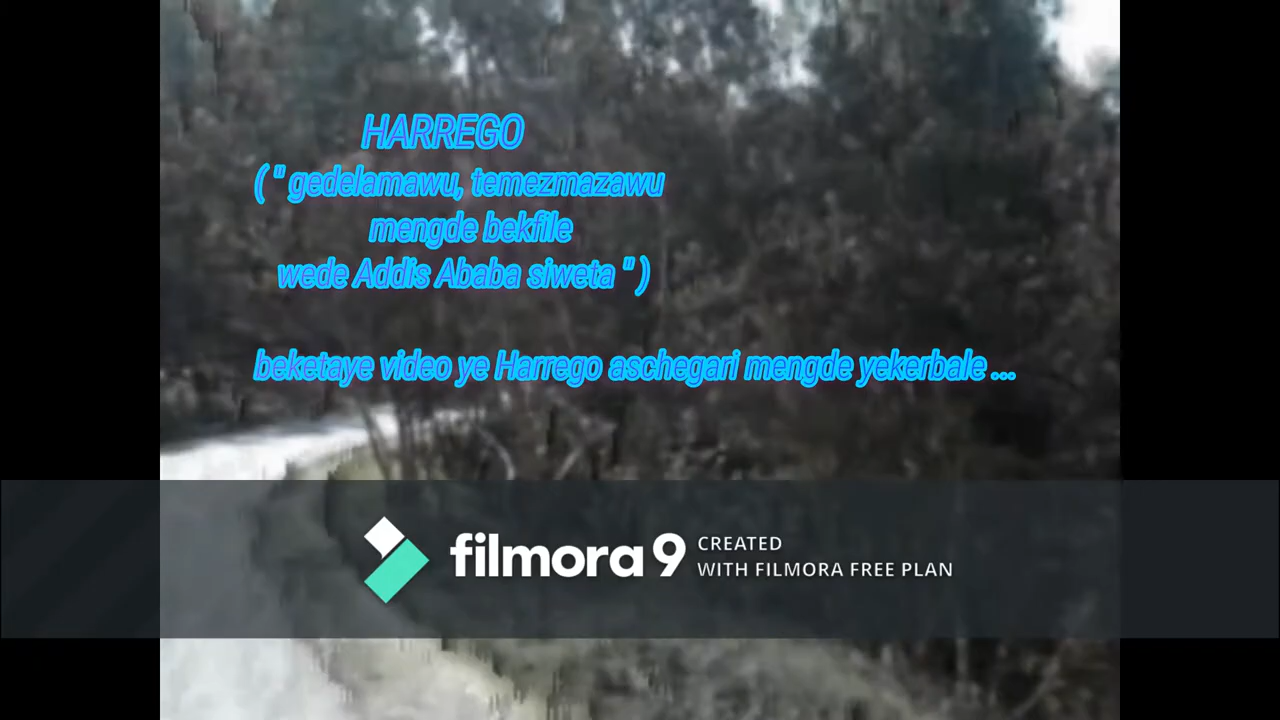 HARREGO
( " gedelamawu, temezmazawu
mengde bekfile
wede Addis Ababa siweta " )
beketaye video ye Harrego aschegari mengde yekerbale ...
filmora 9 CREATED
WITH FILMORA FREE PLAN